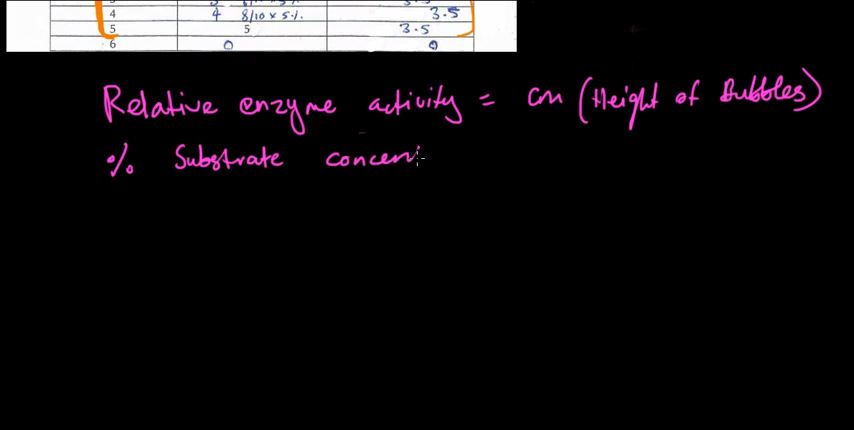 4 4 8/10 x 5%. 3.5
5 5 3.5
6 0 0
Relative enzyme activity = cm (Height of Bubbles)
% Substrate concen